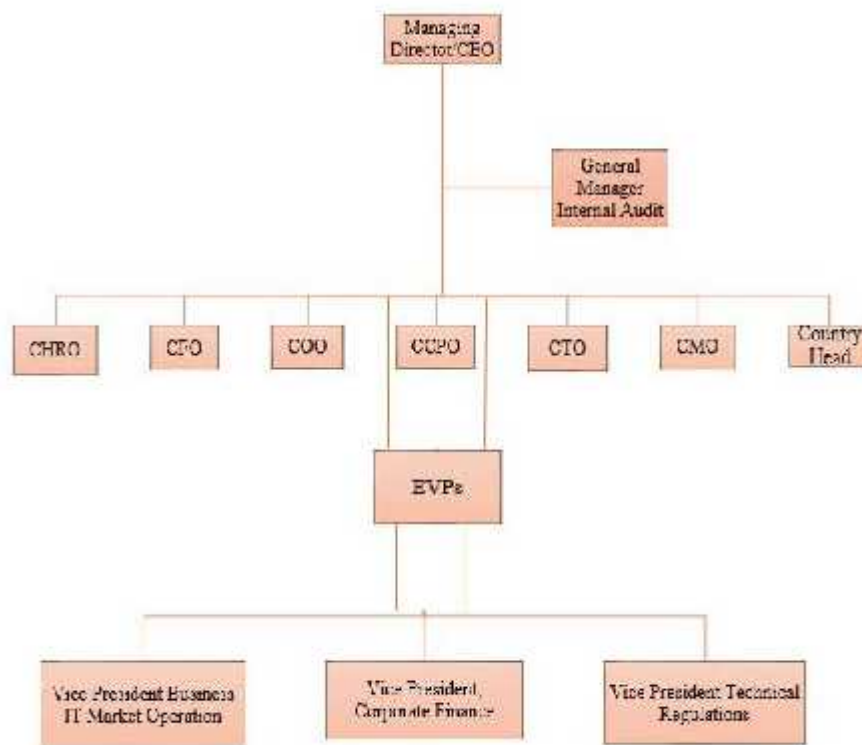 Managing
Director/CEO
General
Manager
Internal Audit
CHRO
CFO
COO
CCPO
CTO
CMO
Country
Head
EVPs
Vice President Business
IT Market Operation
Vice President,
Corporate Finance
Vice President Technical
Regulations